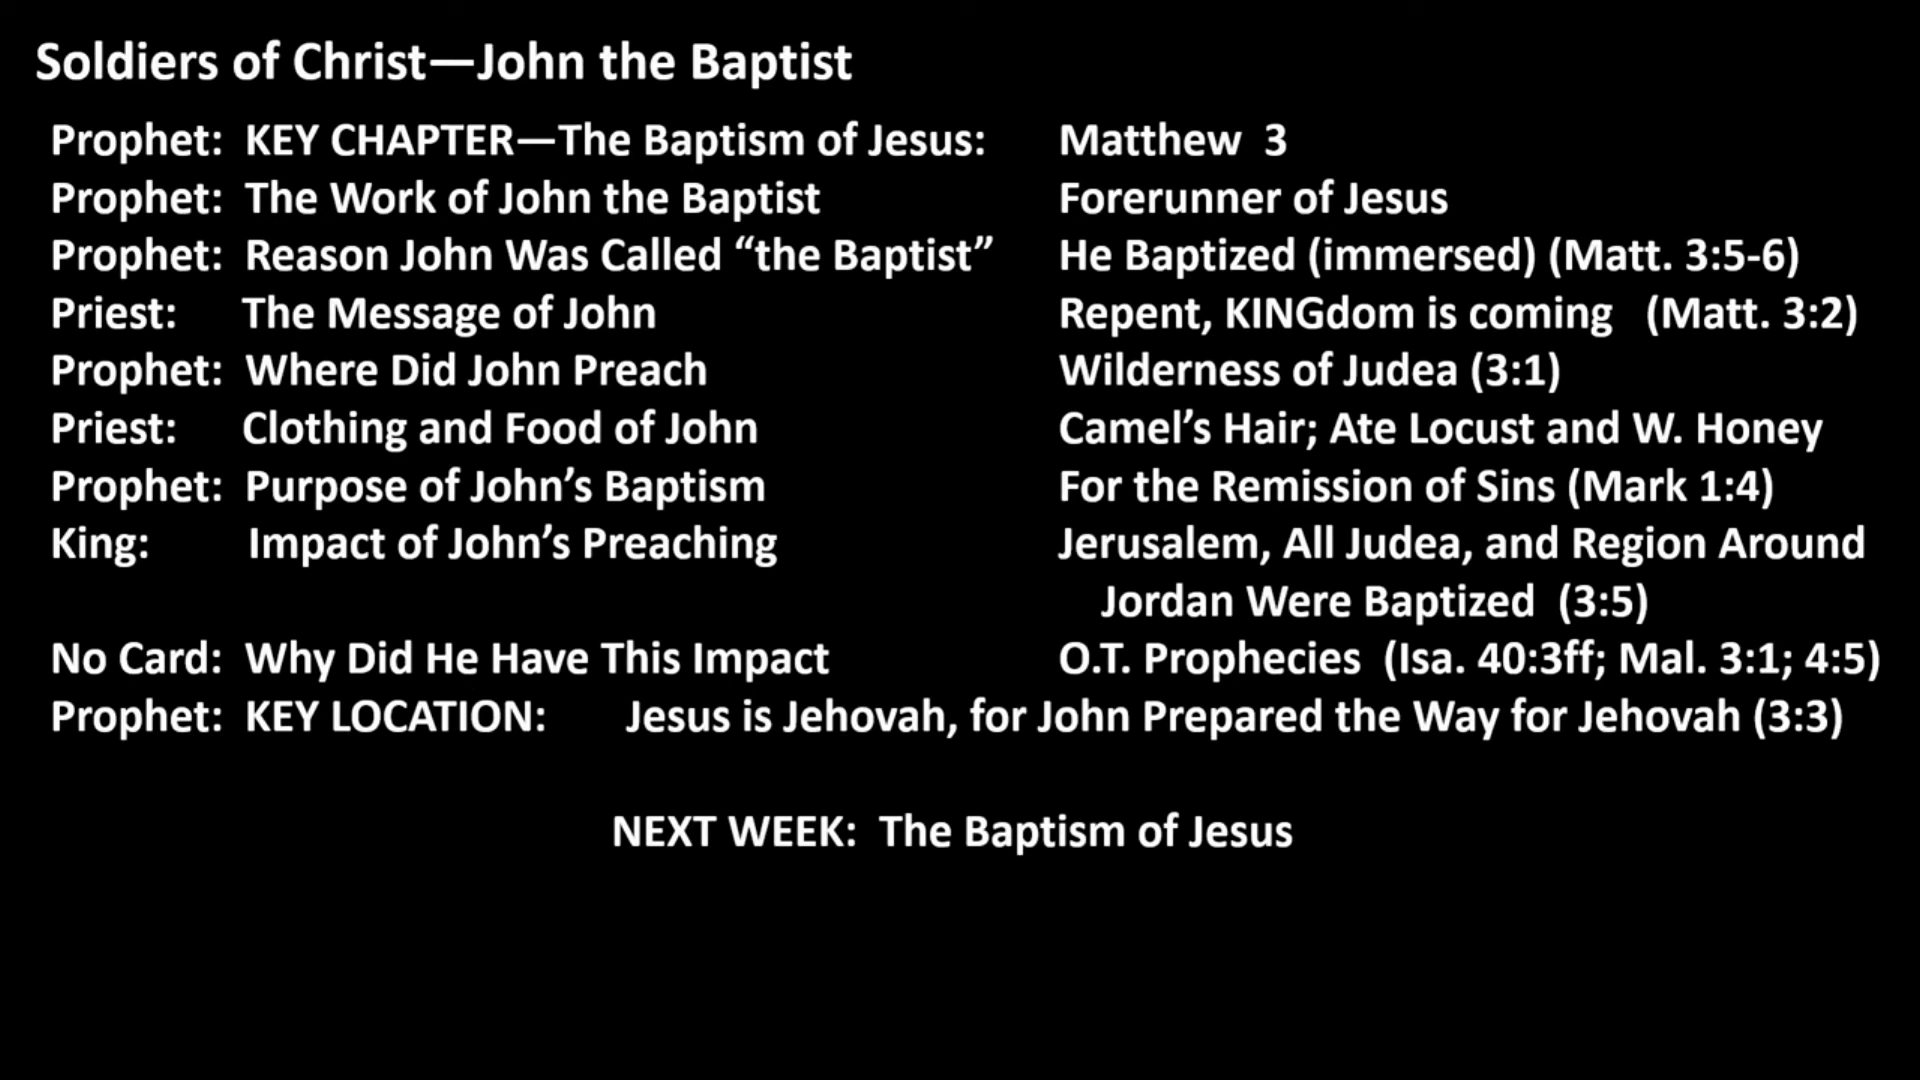 Soldiers of Christ—John the Baptist
Prophet: KEY CHAPTER—The Baptism of Jesus: Matthew 3
Prophet: The Work of John the Baptist Forerunner of Jesus
Prophet: Reason John Was Called “the Baptist” He Baptized (immersed) (Matt. 3:5-6)
Priest: The Message of John Repent, KINGdom is coming (Matt. 3:2)
Prophet: Where Did John Preach Wilderness of Judea (3:1)
Priest: Clothing and Food of John Camel’s Hair; Ate Locust and W. Honey
Prophet: Purpose of John’s Baptism For the Remission of Sins (Mark 1:4)
King: Impact of John’s Preaching Jerusalem, All Judea, and Region Around
Jordan Were Baptized (3:5)
No Card: Why Did He Have This Impact O.T. Prophecies (Isa. 40:3ff; Mal. 3:1; 4:5)
Prophet: KEY LOCATION: Jesus is Jehovah, for John Prepared the Way for Jehovah (3:3)
NEXT WEEK: The Baptism of Jesus